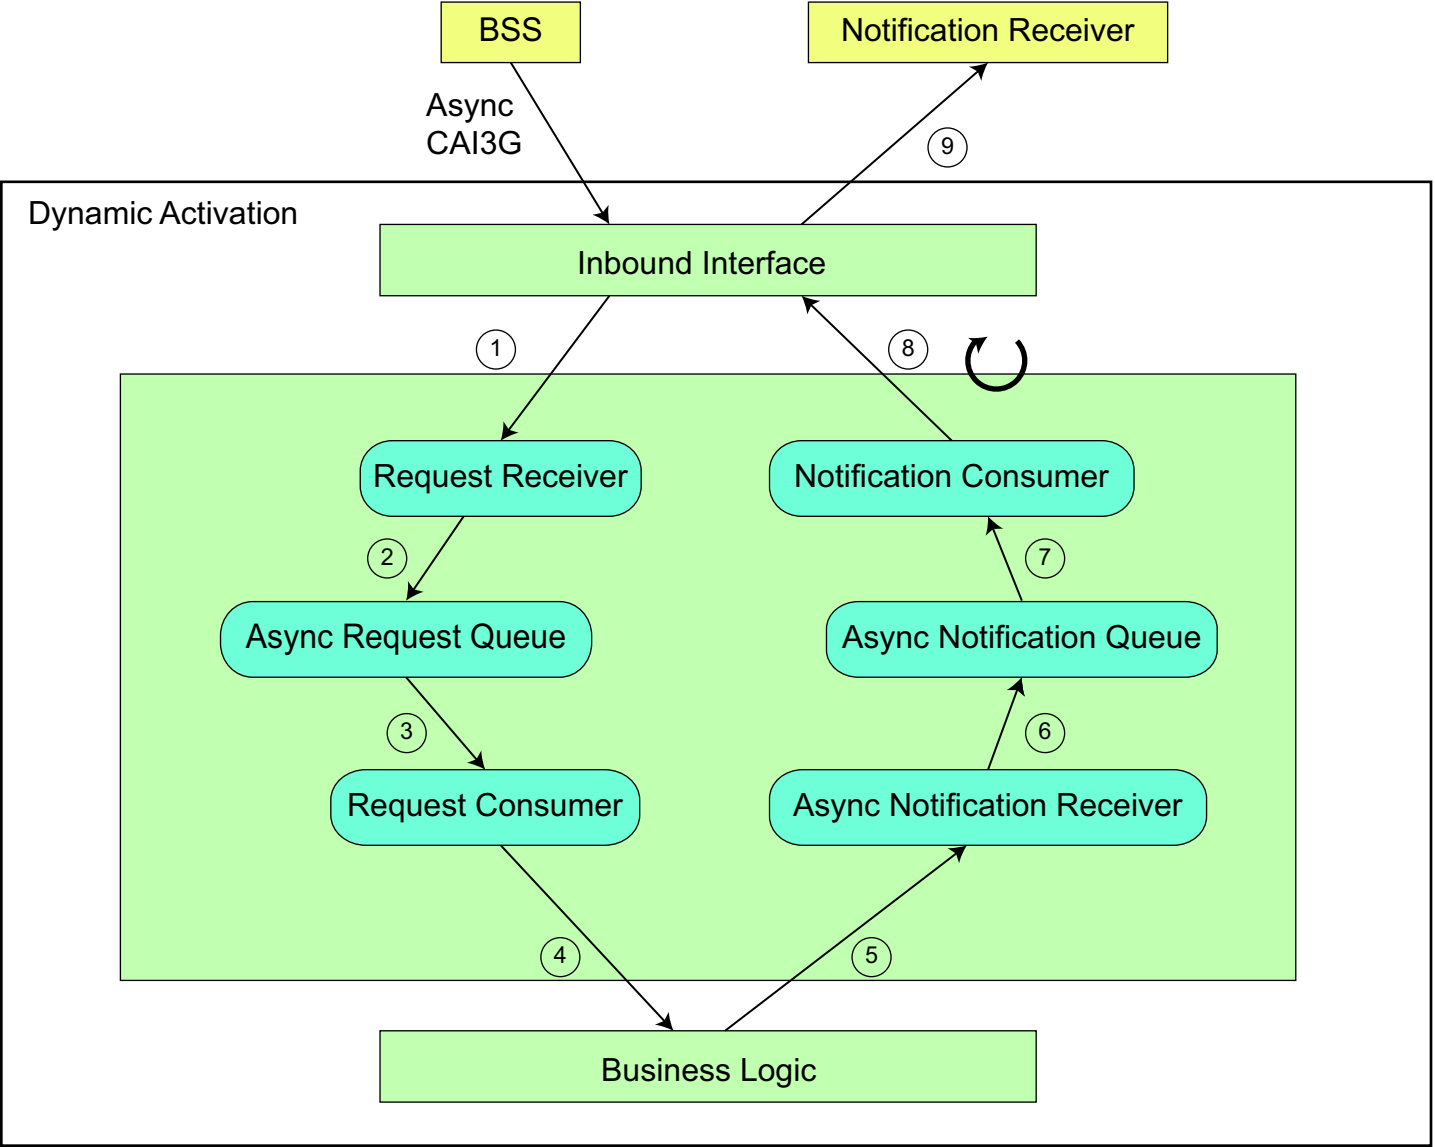 BSS
Notification Receiver
Async
CAI3G
9
Dynamic Activation
Inbound Interface
1
8
Request Receiver
Notification Consumer
2
7
Async Request Queue
Async Notification Queue
3
6
Request Consumer
Async Notification Receiver
4
5
Business Logic